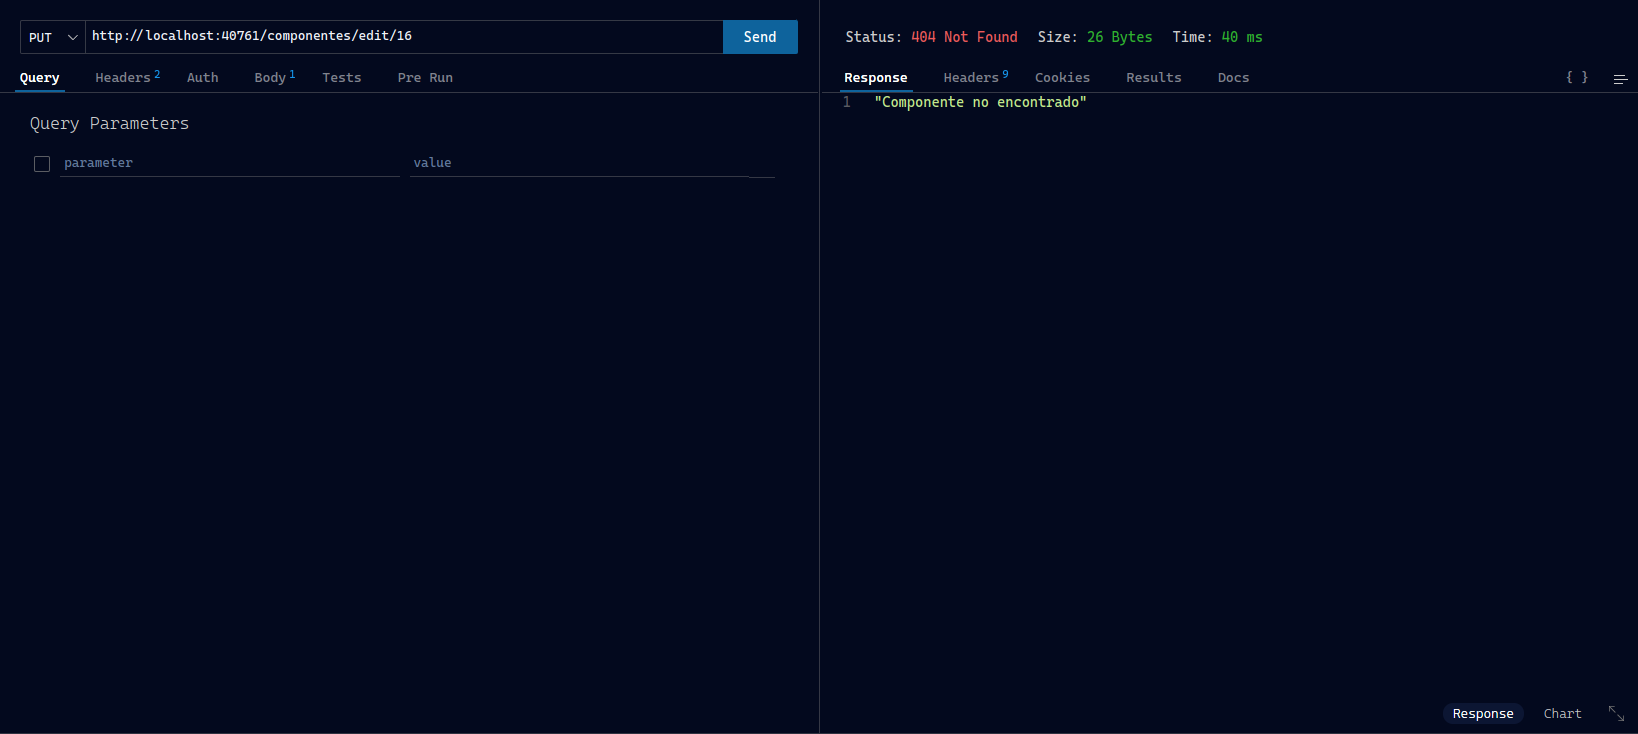 PUT http://localhost:40761/componentes/edit/16 Send
Query Headers 2 Auth Body 1 Tests Pre Run
Query Parameters
parameter value
Status: 404 Not Found Size: 26 Bytes Time: 40 ms
Response Headers 9 Cookies Results Docs { }
1 "Componente no encontrado"
Response Chart